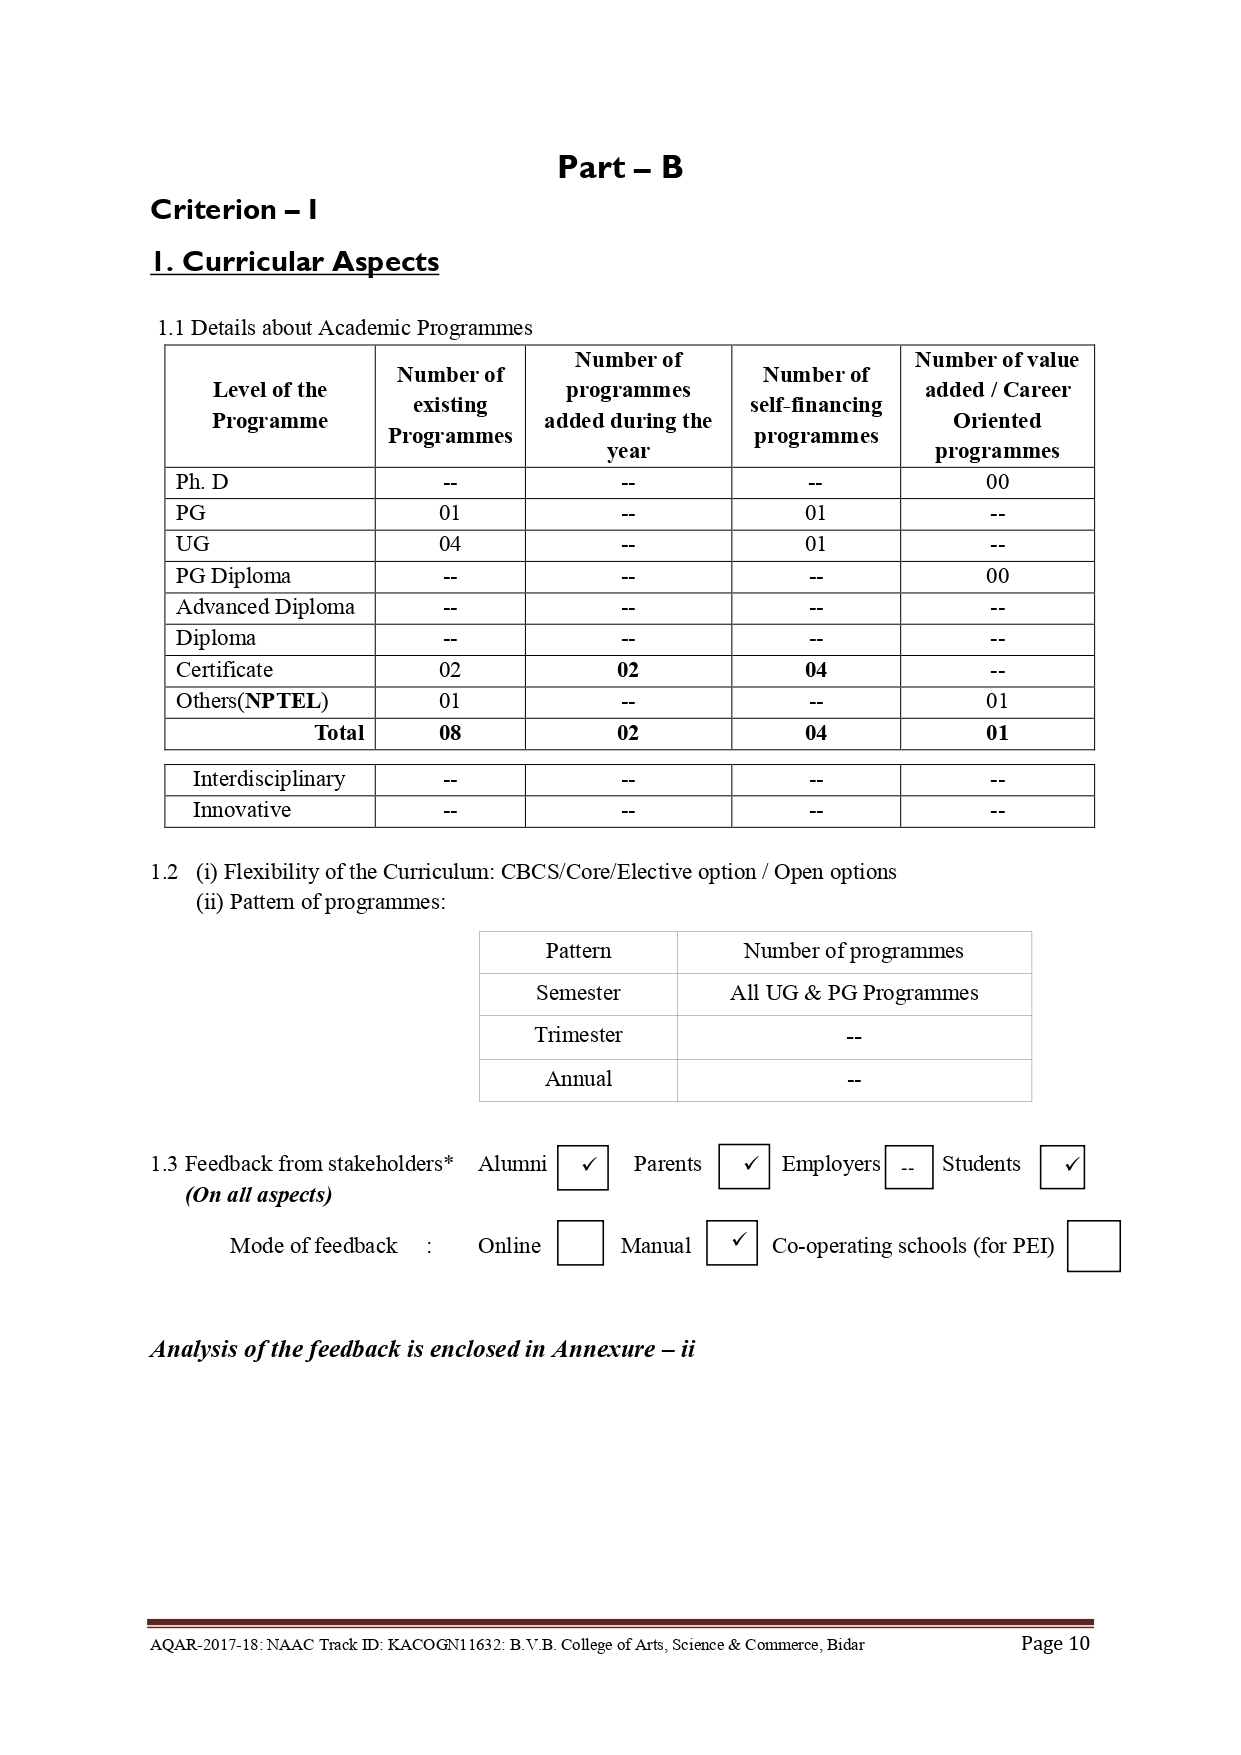 Part – B
Criterion – I
1. Curricular Aspects
1.1 Details about Academic Programmes
Level of the Programme | Number of existing Programmes | Number of programmes added during the year | Number of self-financing programmes | Number of value added / Career Oriented programmes
Ph. D | -- | -- | -- | 00
PG | 01 | -- | 01 | --
UG | 04 | -- | 01 | --
PG Diploma | -- | -- | -- | 00
Advanced Diploma | -- | -- | -- | --
Diploma | -- | -- | -- | --
Certificate | 02 | 02 | 04 | --
Others(NPTEL) | 01 | -- | -- | 01
Total | 08 | 02 | 04 | 01
Interdisciplinary | -- | -- | -- | --
Innovative | -- | -- | -- | --
1.2 (i) Flexibility of the Curriculum: CBCS/Core/Elective option / Open options
(ii) Pattern of programmes:
Pattern | Number of programmes
Semester | All UG & PG Programmes
Trimester | --
Annual | --
1.3 Feedback from stakeholders* Alumni ✓ Parents ✓ Employers -- Students ✓
(On all aspects)
Mode of feedback : Online Manual ✓ Co-operating schools (for PEI)
Analysis of the feedback is enclosed in Annexure – ii
AQAR-2017-18: NAAC Track ID: KACOGN11632: B.V.B. College of Arts, Science & Commerce, Bidar Page 10